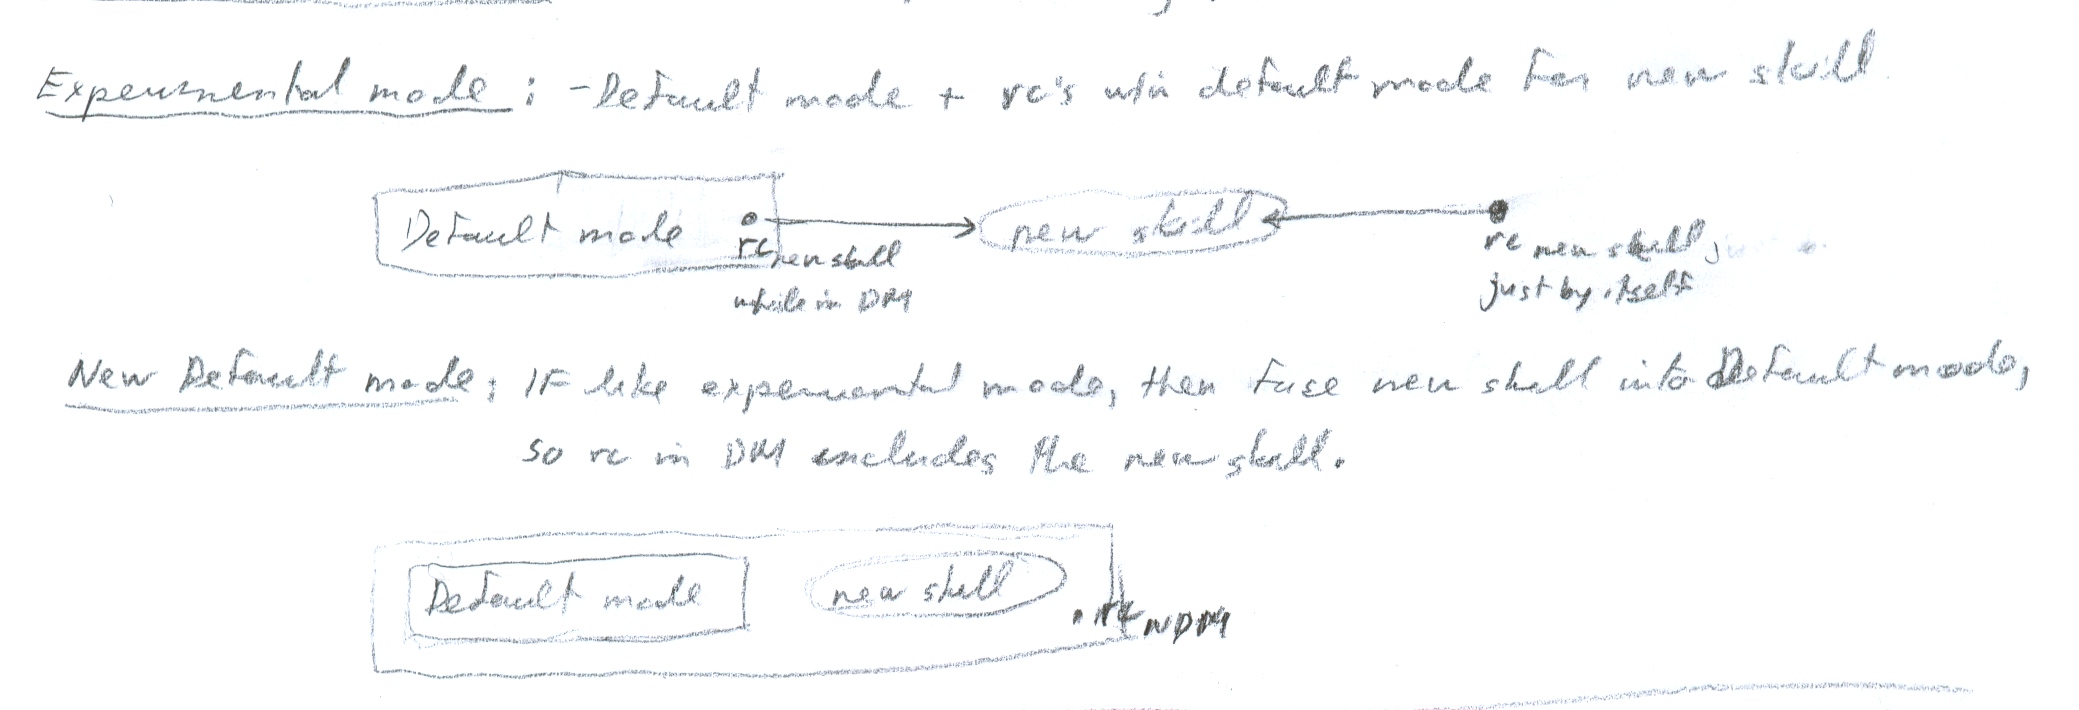 Experimental mode: - Default mode + rc's w/in default mode for new skill
Default mode
rc new skill
while in DM
new skill
rc new skill,
just by itself
New Default mode: If like experimental mode, then fuse new skill into Default mode,
so rc in DM includes the new skill.
Default mode
new skill
rc NDM